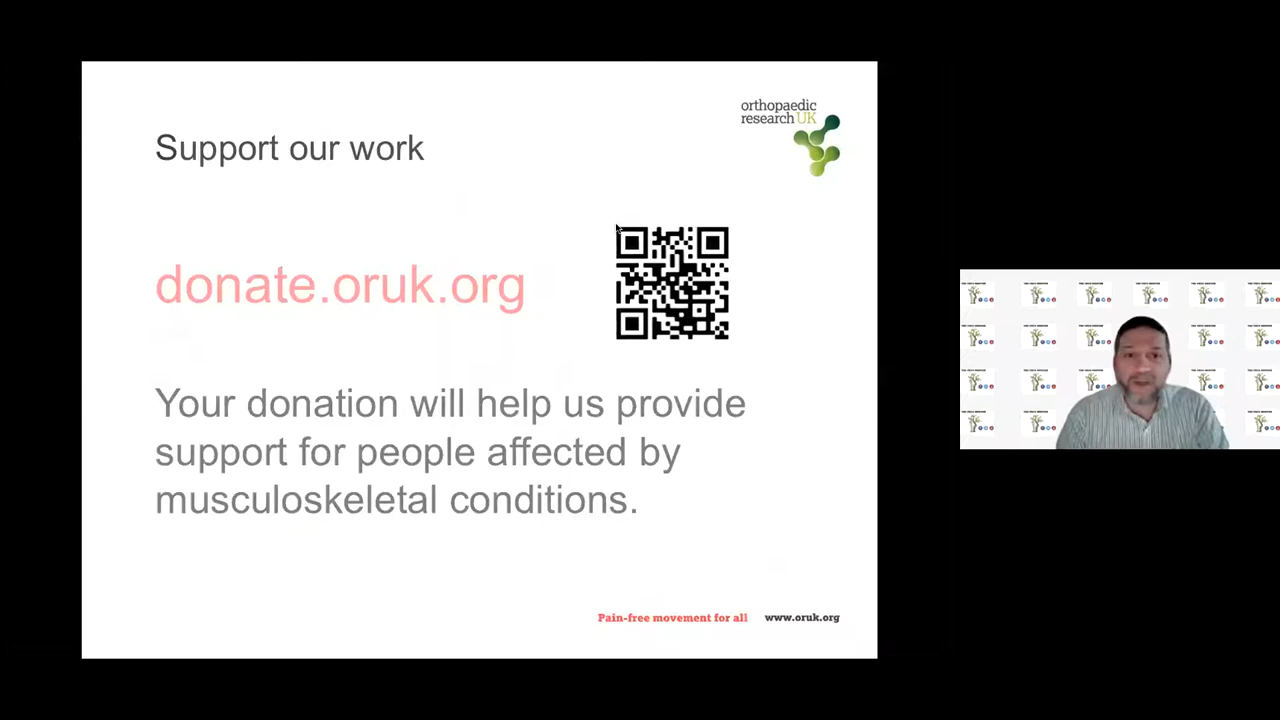 orthopaedic
research UK
Support our work
donate.oruk.org
Your donation will help us provide
support for people affected by
musculoskeletal conditions.
Pain-free movement for all www.oruk.org